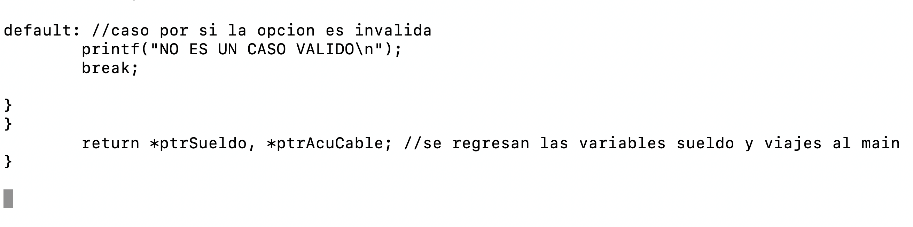 default: //caso por si la opcion es invalida
printf("NO ES UN CASO VALIDO\n");
break;
}
}
return *ptrSueldo, *ptrAcuCable; //se regresan las variables sueldo y viajes al main
}